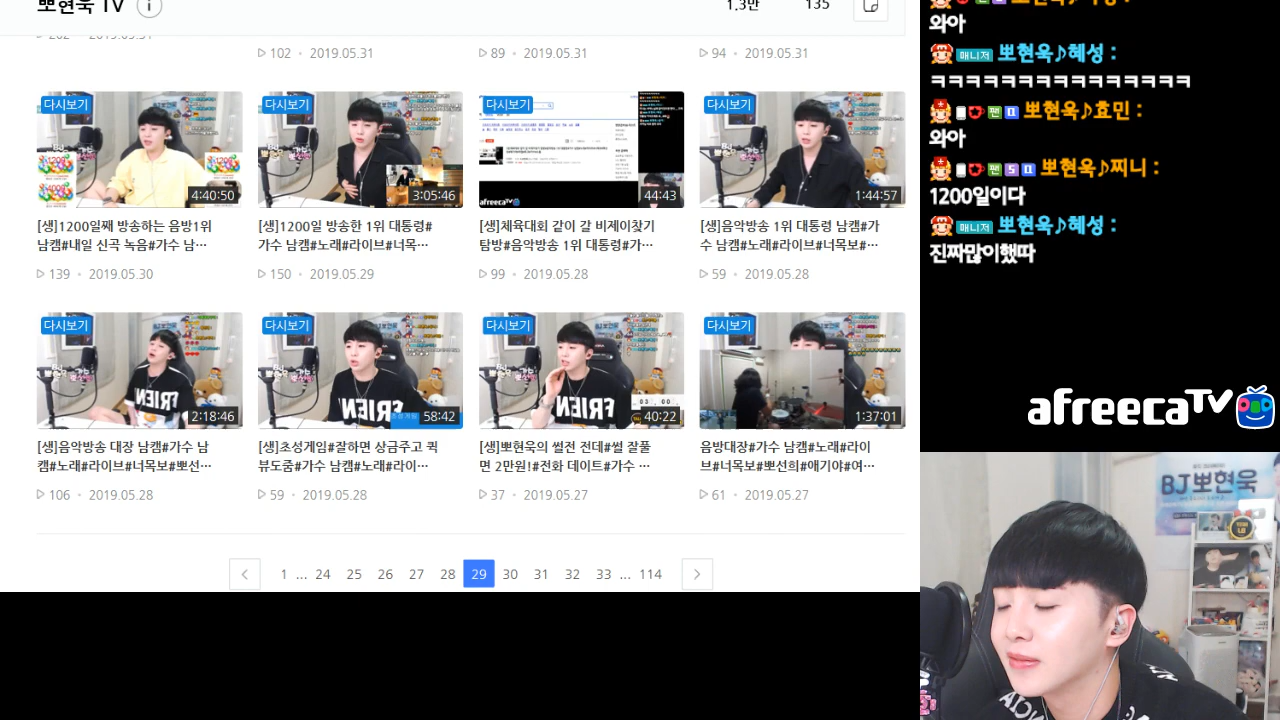 뽀현욱 TV
1.3만
135
102 • 2019.05.31
89 • 2019.05.31
94 • 2019.05.31
다시보기
다시보기
다시보기
다시보기
4:40:50
3:05:46
44:43
1:44:57
[생]1200일째 방송하는 음방1위
남캠#내일 신곡 녹음#가수 남…
139 • 2019.05.30
[생]1200일 방송한 1위 대통령#
가수 남캠#노래#라이브#너목…
150 • 2019.05.29
[생]체육대회 같이 갈 비제이찾기
탐방#음악방송 1위 대통령#가…
99 • 2019.05.28
[생]음악방송 1위 대통령 남캠#가
수 남캠#노래#라이브#너목보#…
59 • 2019.05.28
다시보기
다시보기
다시보기
다시보기
2:18:46
58:42
40:22
1:37:01
[생]음악방송 대장 남캠#가수 남
캠#노래#라이브#너목보#뽀선…
106 • 2019.05.28
[생]초성게임#잘하면 상금주고 퀵
뷰도줌#가수 남캠#노래#라이…
59 • 2019.05.28
[생]뽀현욱의 썰전 전데#썰 잘풀
면 2만원!#전화 데이트#가수 …
37 • 2019.05.27
음방대장#가수 남캠#노래#라이
브#너목보#뽀선희#애기야#여…
61 • 2019.05.27
1 … 24 25 26 27 28 29 30 31 32 33 … 114
와아
매니저 뽀현욱♪혜성 :
ㅋㅋㅋㅋㅋㅋㅋㅋㅋㅋㅋㅋㅋㅋㅋ
팬 뽀현욱♪효민 :
와아
팬 5 뽀현욱♪찌니 :
1200일이다
매니저 뽀현욱♪혜성 :
진짜많이했따
afreecaTV
BJ뽀현욱